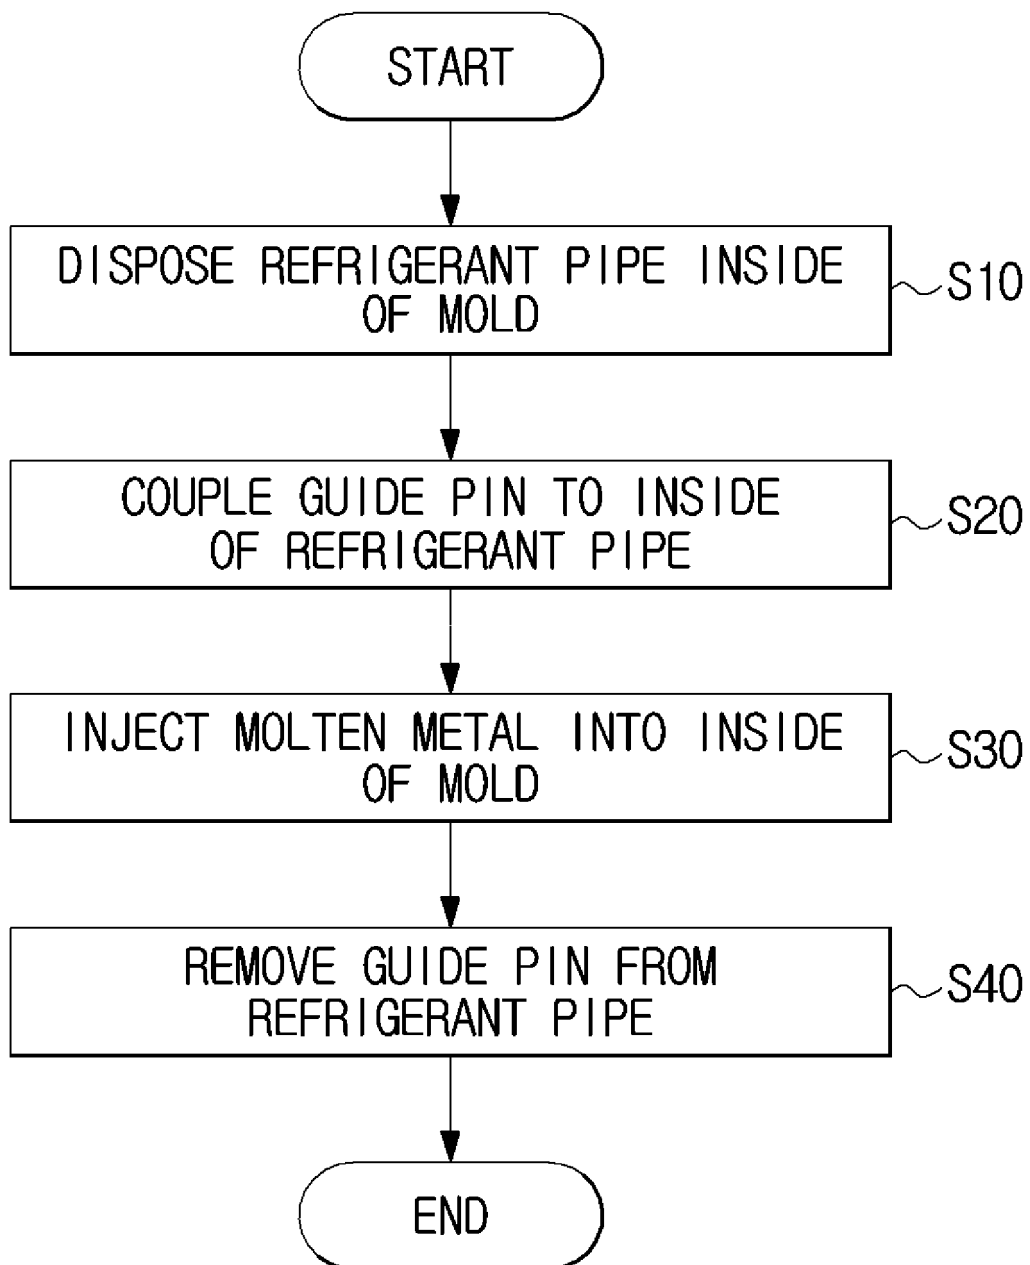 START
DISPOSE REFRIGERANT PIPE INSIDE
OF MOLD
S10
COUPLE GUIDE PIN TO INSIDE
OF REFRIGERANT PIPE
S20
INJECT MOLTEN METAL INTO INSIDE
OF MOLD
S30
REMOVE GUIDE PIN FROM
REFRIGERANT PIPE
S40
END